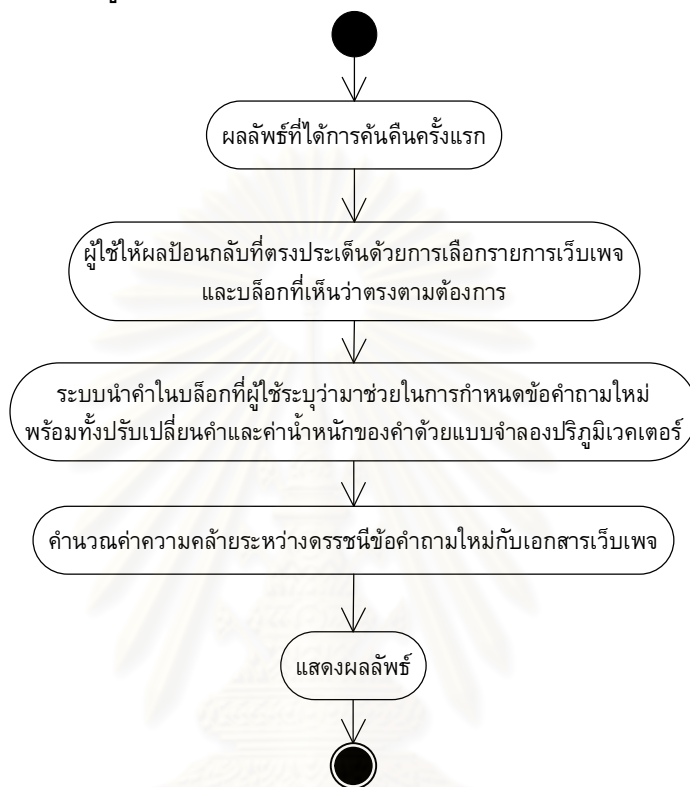 ผลลัพธ์ที่ได้การค้นคืนครั้งแรก
ผู้ใช้ให้ผลป้อนกลับที่ตรงประเด็นด้วยการเลือกรายการเว็บเพจ
และบล็อกที่เห็นว่าตรงตามต้องการ
ระบบนำคำในบล็อกที่ผู้ใช้ระบุว่ามาช่วยในการกำหนดข้อคำถามใหม่
พร้อมทั้งปรับเปลี่ยนคำและค่าน้ำหนักของคำด้วยแบบจำลองปริภูมิเวคเตอร์
คำนวณค่าความคล้ายระหว่างดรรชนีข้อคำถามใหม่กับเอกสารเว็บเพจ
แสดงผลลัพธ์